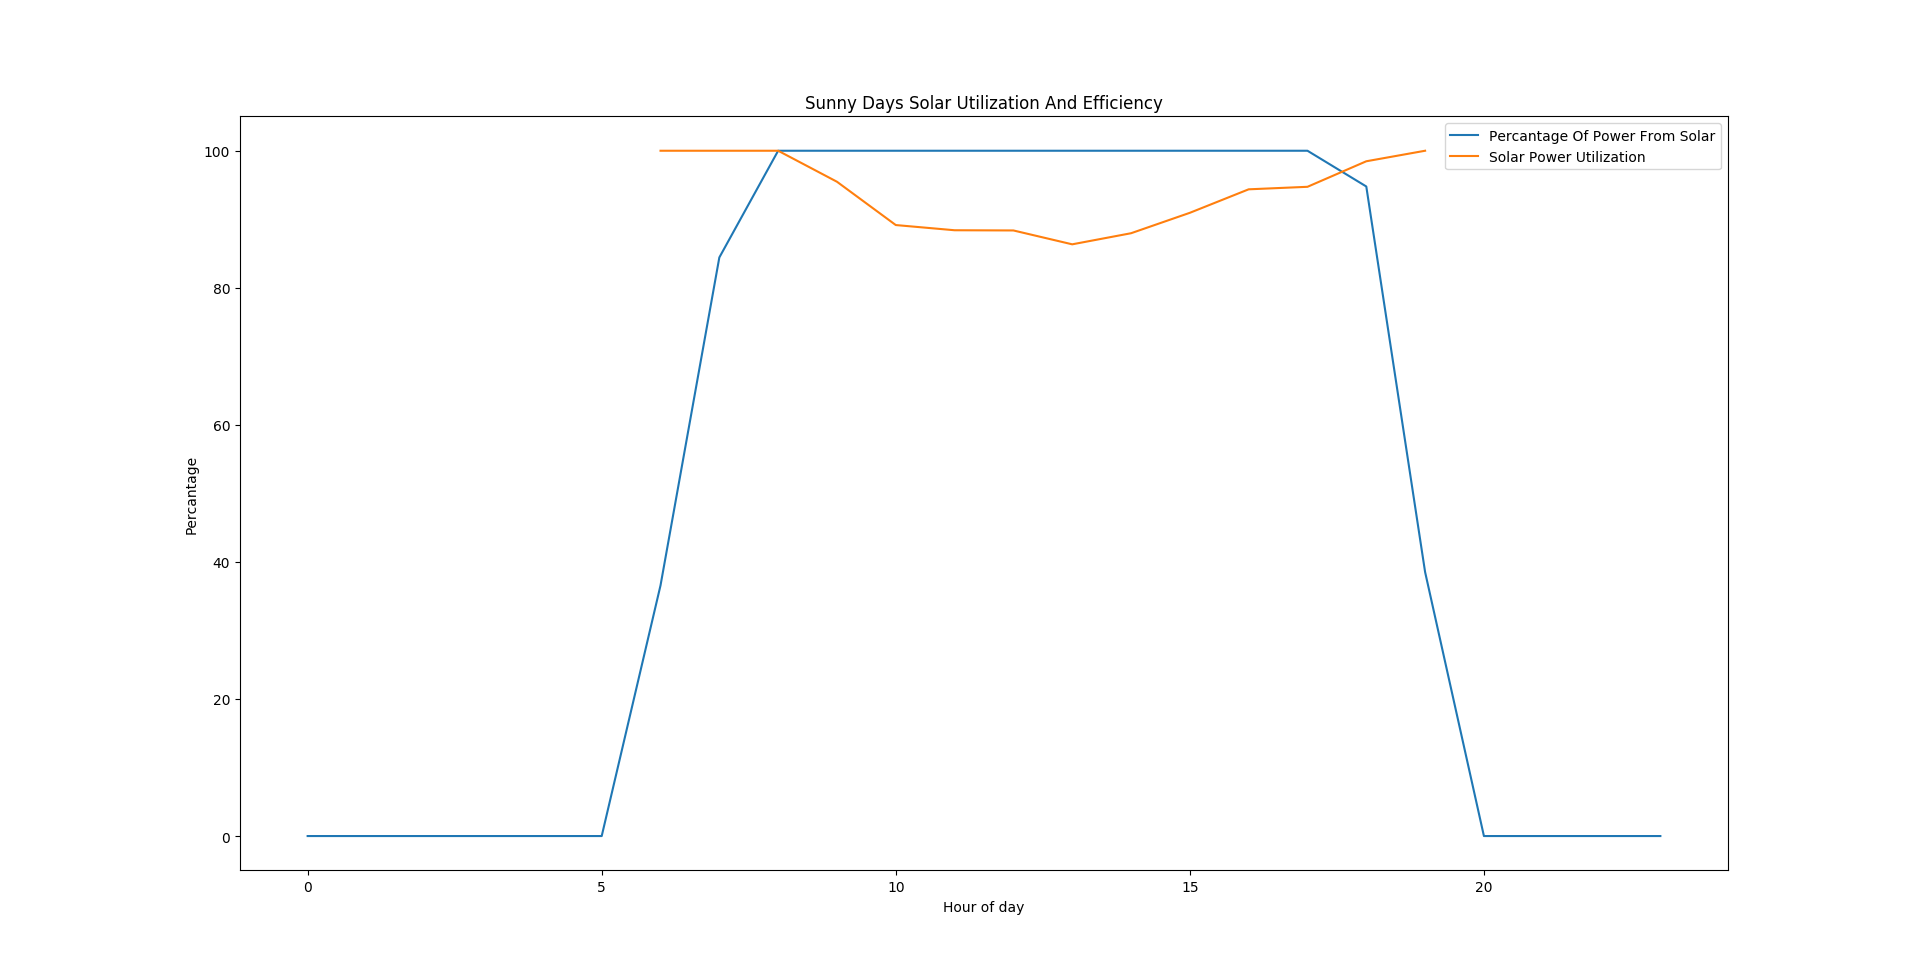 Sunny Days Solar Utilization And Efficiency
Percantage Of Power From Solar
Solar Power Utilization
100
80
60
40
20
0
Percantage
0 5 10 15 20
Hour of day